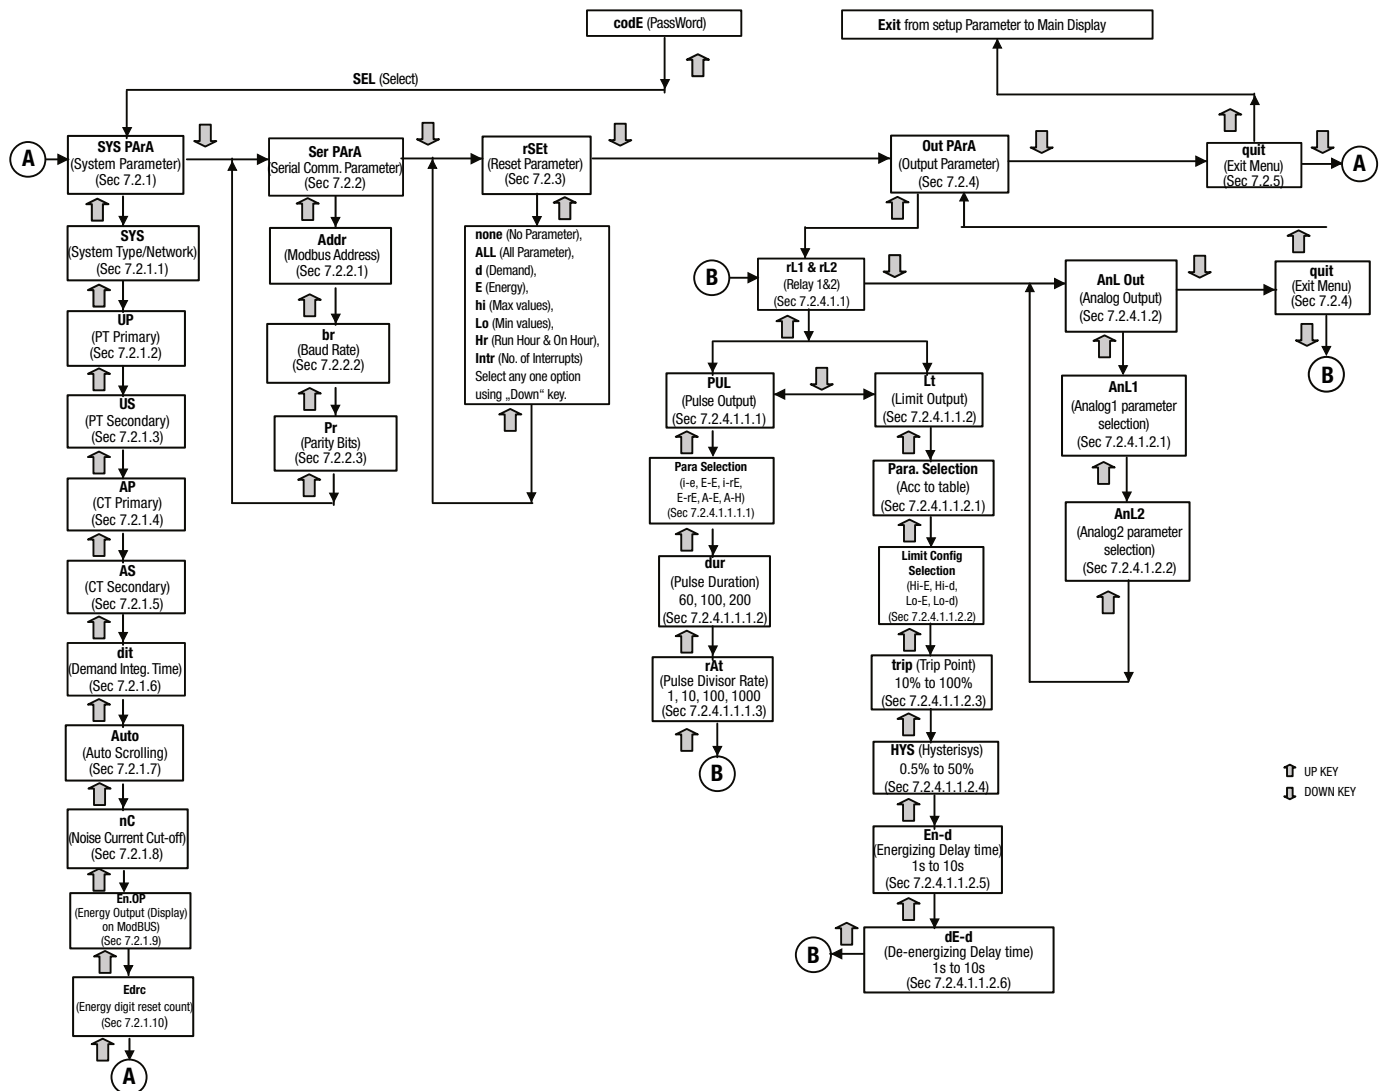 codE (PassWord)
Exit from setup Parameter to Main Display
SEL (Select)
A
SYS PArA
(System Parameter)
(Sec 7.2.1)
Ser PArA
(Serial Comm. Parameter)
(Sec 7.2.2)
rSEt
(Reset Parameter)
(Sec 7.2.3)
Out PArA
(Output Parameter)
(Sec 7.2.4)
quit
(Exit Menu)
(Sec 7.2.5)
A
SYS
(System Type/Network)
(Sec 7.2.1.1)
UP
(PT Primary)
(Sec 7.2.1.2)
US
(PT Secondary)
(Sec 7.2.1.3)
AP
(CT Primary)
(Sec 7.2.1.4)
AS
(CT Secondary)
(Sec 7.2.1.5)
dit
(Demand Integ. Time)
(Sec 7.2.1.6)
Auto
(Auto Scrolling)
(Sec 7.2.1.7)
nC
(Noise Current Cut-off)
(Sec 7.2.1.8)
En.OP
(Energy Output (Display)
on ModBUS)
(Sec 7.2.1.9)
Edrc
(Energy digit reset count)
(Sec 7.2.1.10)
A
Addr
(Modbus Address)
(Sec 7.2.2.1)
br
(Baud Rate)
(Sec 7.2.2.2)
Pr
(Parity Bits)
(Sec 7.2.2.3)
none (No Parameter),
ALL (All Parameter),
d (Demand),
E (Energy),
hi (Max values),
Lo (Min values),
Hr (Run Hour & On Hour),
Intr (No. of Interrupts)
Select any one option
using „Down“ key.
B
rL1 & rL2
(Relay 1&2)
(Sec 7.2.4.1.1)
AnL Out
(Analog Output)
(Sec 7.2.4.1.2)
quit
(Exit Menu)
(Sec 7.2.4)
B
PUL
(Pulse Output)
(Sec 7.2.4.1.1.1)
Para Selection
(i-e, E-E, i-rE,
E-rE, A-E, A-H)
(Sec 7.2.4.1.1.1.1)
dur
(Pulse Duration)
60, 100, 200
(Sec 7.2.4.1.1.1.2)
rAt
(Pulse Divisor Rate)
1, 10, 100, 1000
(Sec 7.2.4.1.1.1.3)
B
Lt
(Limit Output)
(Sec 7.2.4.1.1.2)
Para. Selection
(Acc to table)
(Sec 7.2.4.1.1.2.1)
Limit Config
Selection
(Hi-E, Hi-d,
Lo-E, Lo-d)
(Sec 7.2.4.1.1.2.2)
trip (Trip Point)
10% to 100%
(Sec 7.2.4.1.1.2.3)
HYS (Hysterisys)
0.5% to 50%
(Sec 7.2.4.1.1.2.4)
En-d
(Energizing Delay time)
1s to 10s
(Sec 7.2.4.1.1.2.5)
dE-d
(De-energizing Delay time)
1s to 10s
(Sec 7.2.4.1.1.2.6)
B
AnL1
(Analog1 parameter
selection)
(Sec 7.2.4.1.2.1)
AnL2
(Analog2 parameter
selection)
(Sec 7.2.4.1.2.2)
UP KEY
DOWN KEY